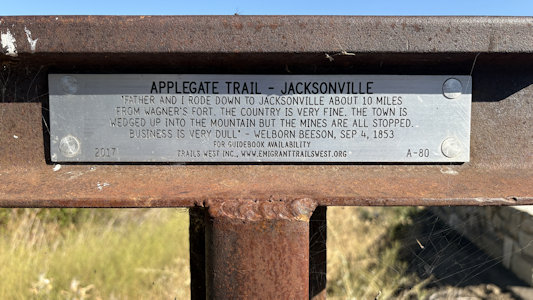 APPLEGATE TRAIL - JACKSONVILLE
"FATHER AND I RODE DOWN TO JACKSONVILLE ABOUT 10 MILES
FROM WAGNER'S FORT. THE COUNTRY IS VERY FINE. THE TOWN IS
WEDGED UP INTO THE MOUNTAIN BUT THE MINES ARE ALL STOPPED.
BUSINESS IS VERY DULL" - WELBORN BEESON, SEP 4, 1853
FOR GUIDEBOOK AVAILABILITY
2017 TRAILS WEST INC., WWW.EMIGRANTTRAILSWEST.ORG A-80